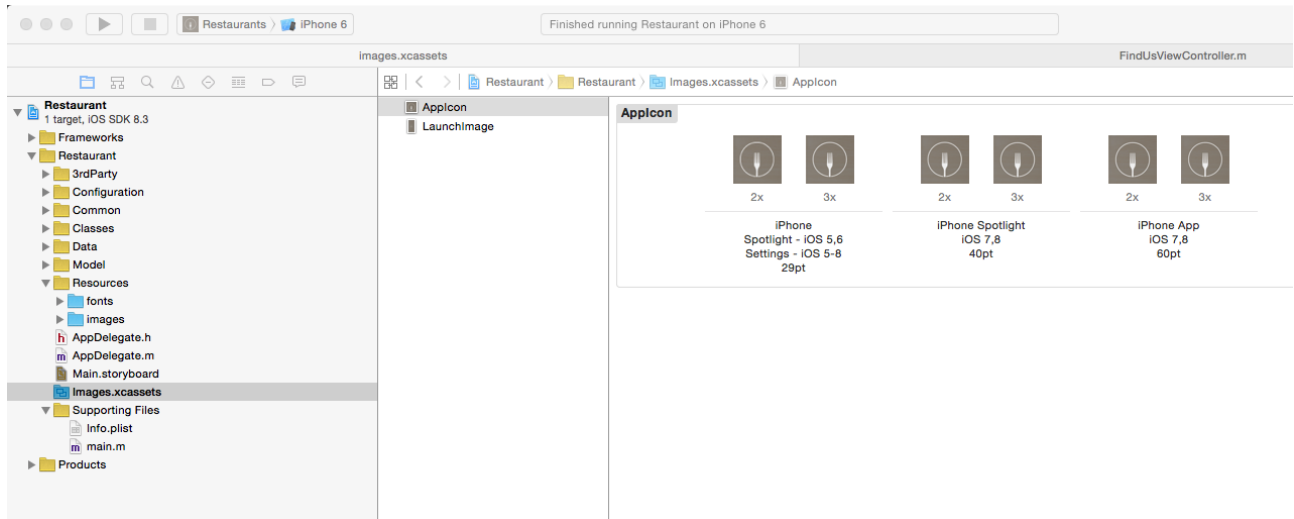 Restaurants 〉 iPhone 6
Finished running Restaurant on iPhone 6
images.xcassets
FindUsViewController.m
Restaurant 〉 Restaurant 〉 Images.xcassets 〉 AppIcon
Restaurant
1 target, iOS SDK 8.3
Frameworks
Restaurant
3rdParty
Configuration
Common
Classes
Data
Model
Resources
fonts
images
AppDelegate.h
AppDelegate.m
Main.storyboard
Images.xcassets
Supporting Files
Info.plist
main.m
Products
AppIcon
LaunchImage
AppIcon
2x 3x
iPhone
Spotlight - iOS 5,6
Settings - iOS 5-8
29pt
2x 3x
iPhone Spotlight
iOS 7,8
40pt
2x 3x
iPhone App
iOS 7,8
60pt